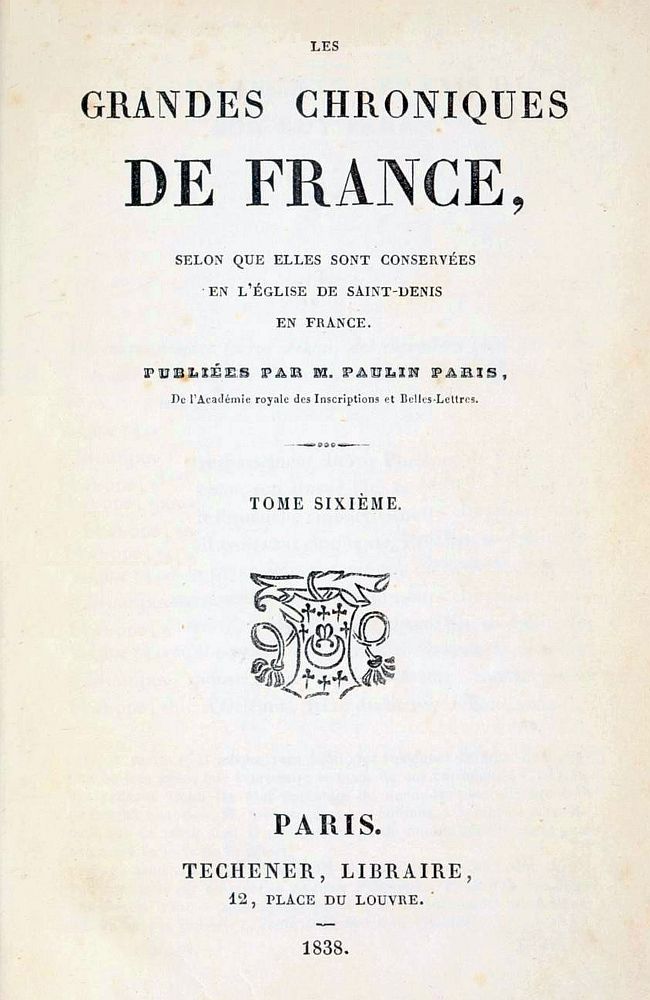 LES
GRANDES CHRONIQUES
DE FRANCE,
SELON QUE ELLES SONT CONSERVÉES
EN L'ÉGLISE DE SAINT-DENIS
EN FRANCE.
PUBLIÉES PAR M. PAULIN PARIS,
De l'Académie royale des Inscriptions et Belles-Lettres.
TOME SIXIÈME.
PARIS.
TECHENER, LIBRAIRE,
12, PLACE DU LOUVRE.
1838.